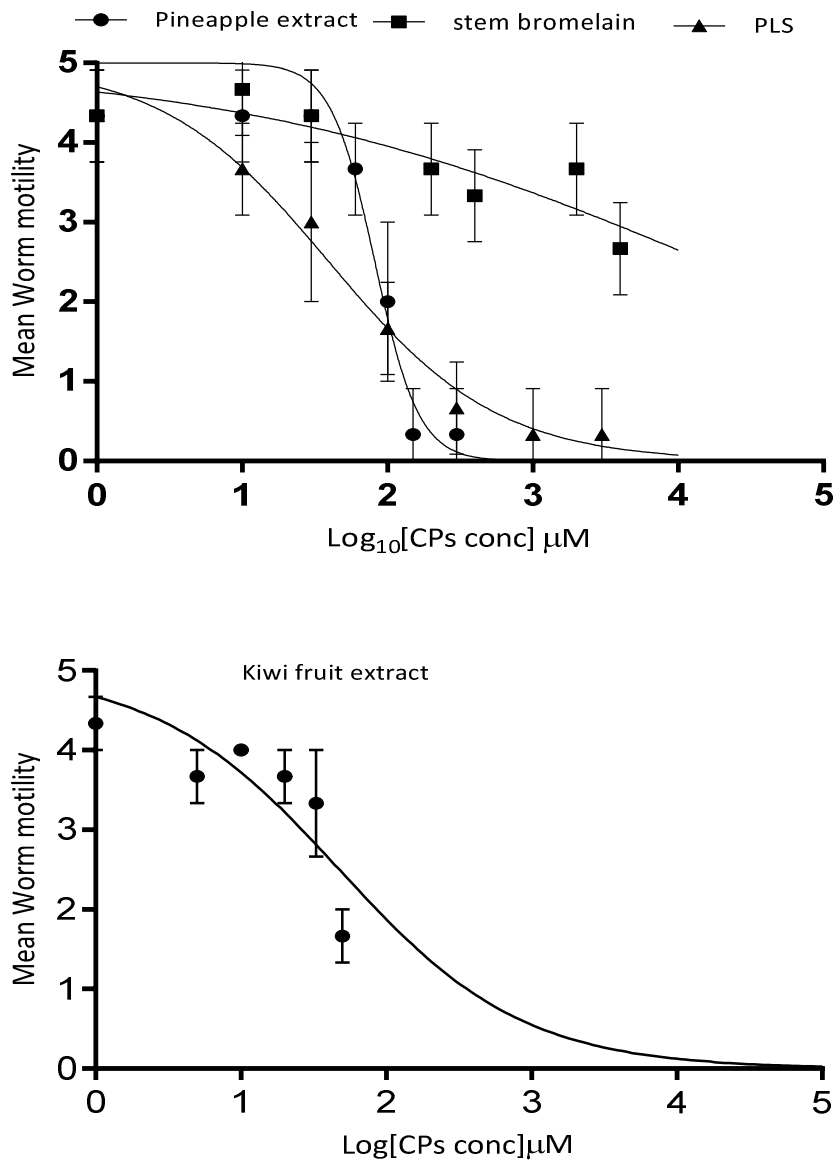 Pineapple extract stem bromelain PLS
5
4
3
2
1
0
Mean Worm motility
0 1 2 3 4 5
Log10[CPs conc] μM
Kiwi fruit extract
5
4
3
2
1
0
Mean Worm motility
0 1 2 3 4 5
Log[CPs conc]μM